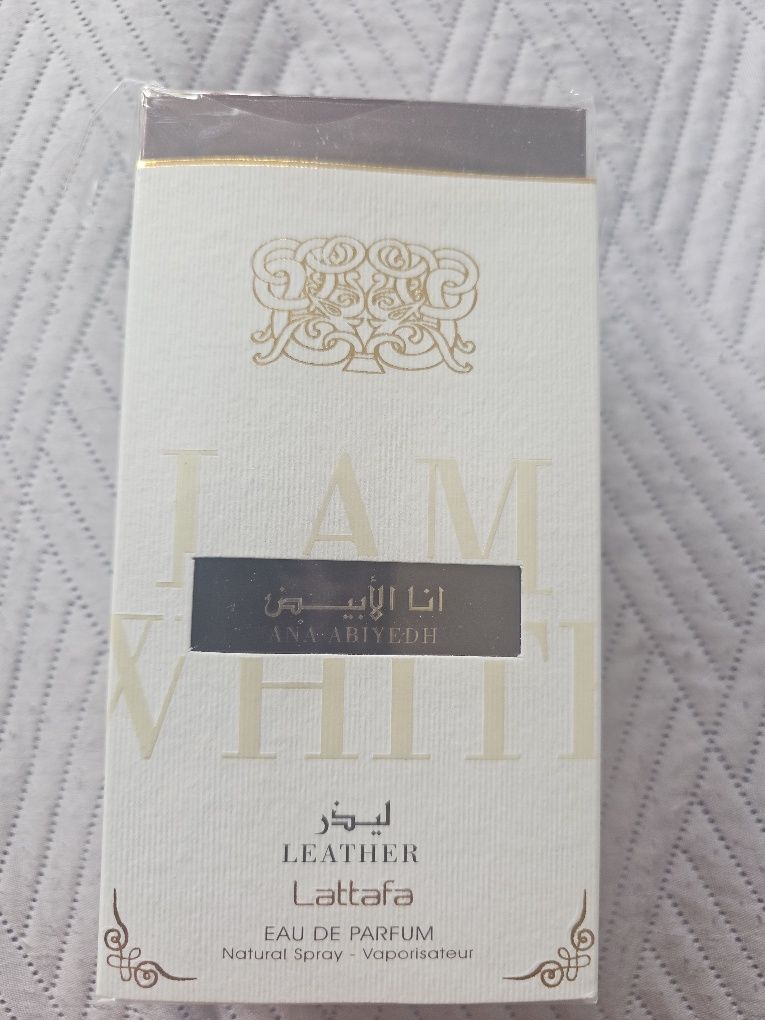 I AM
انا الأبيض
ANA ABIYEDH
WHITE
ليذر
LEATHER
Lattafa
EAU DE PARFUM
Natural Spray - Vaporisateur